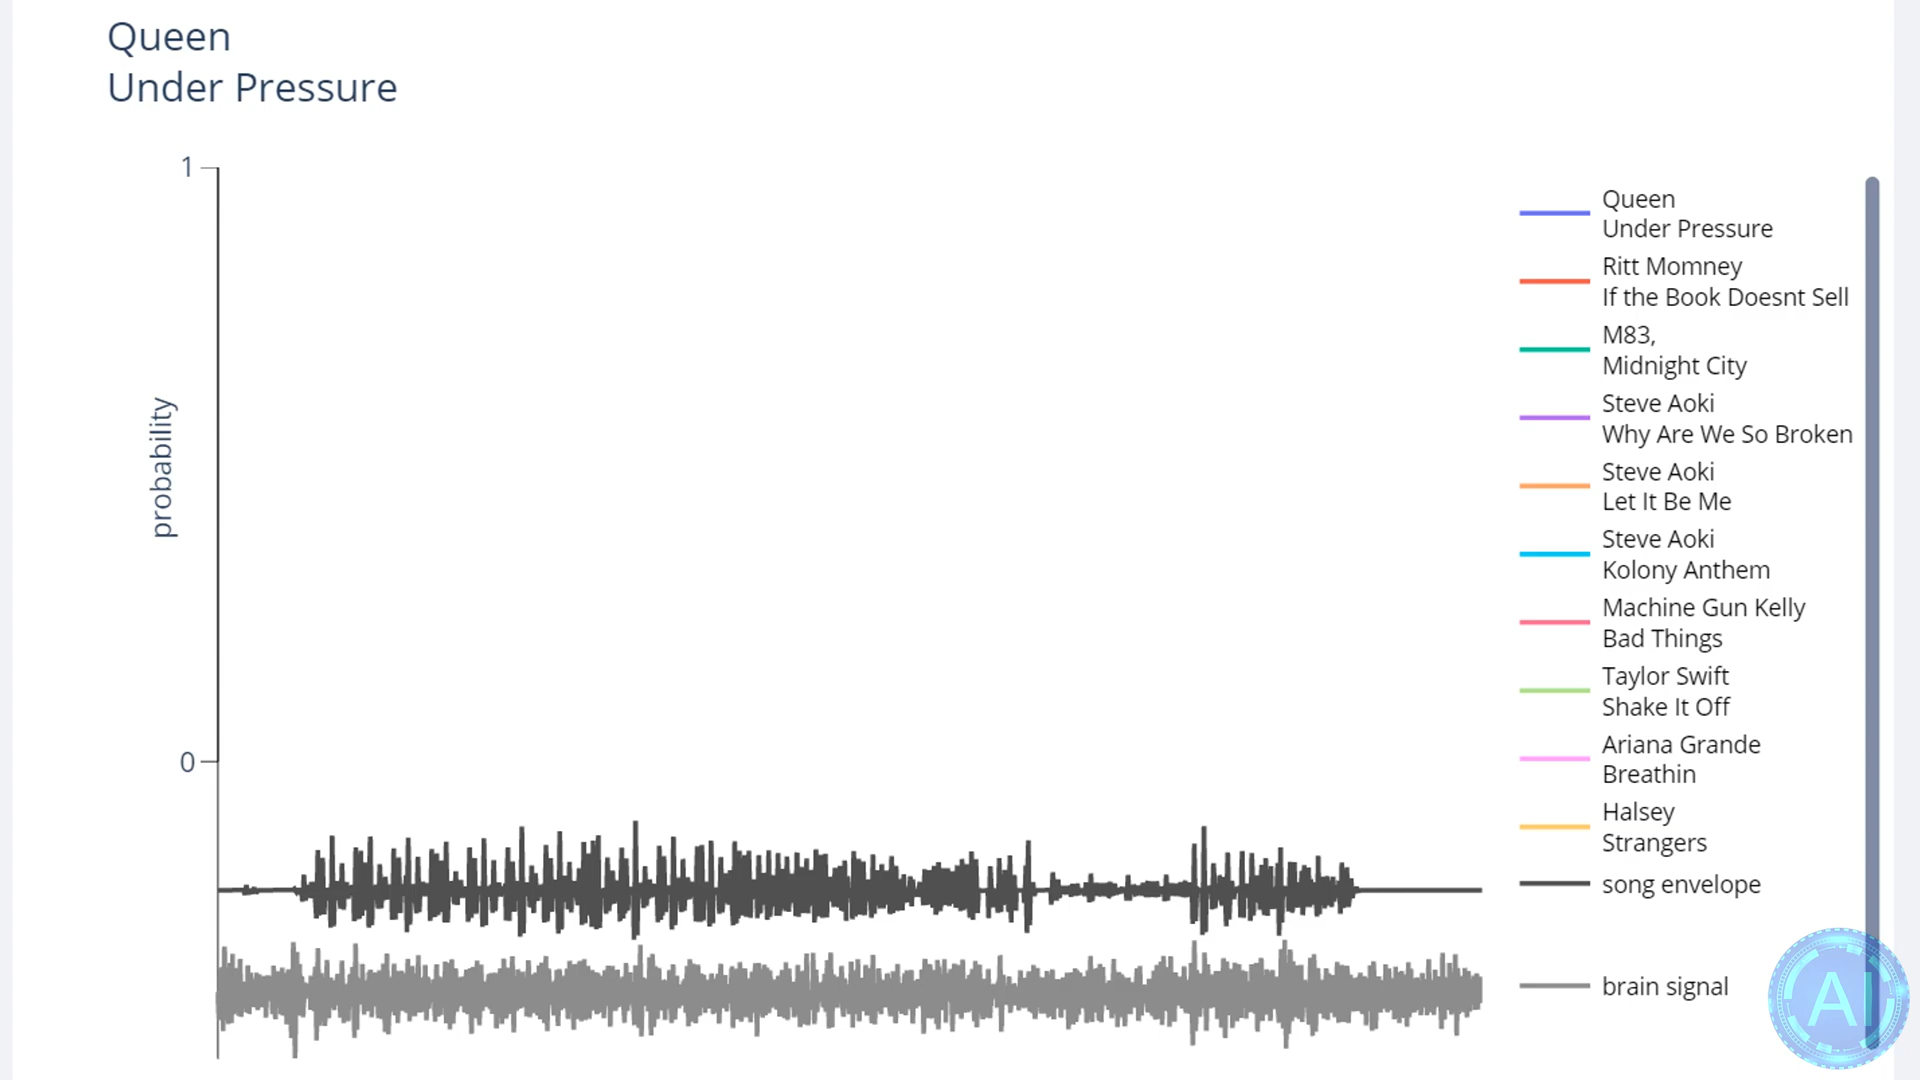 Queen
Under Pressure
1
probability
0
Queen
Under Pressure
Ritt Momney
If the Book Doesnt Sell
M83,
Midnight City
Steve Aoki
Why Are We So Broken
Steve Aoki
Let It Be Me
Steve Aoki
Kolony Anthem
Machine Gun Kelly
Bad Things
Taylor Swift
Shake It Off
Ariana Grande
Breathin
Halsey
Strangers
song envelope
brain signal
AI